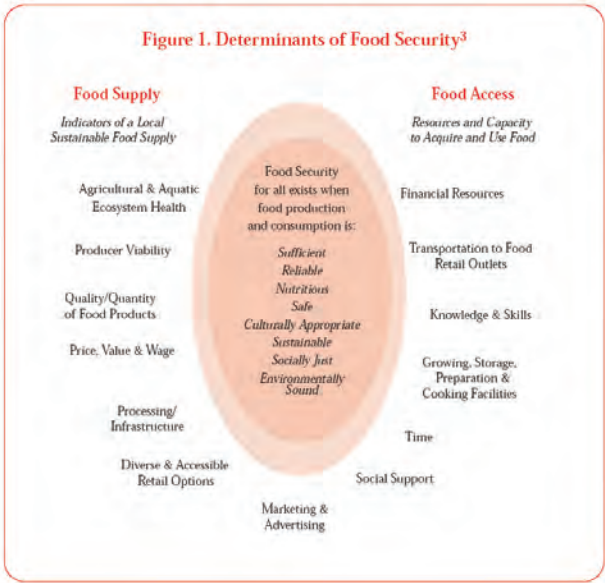 Figure 1. Determinants of Food Security³
Food Supply
Indicators of a Local
Sustainable Food Supply
Agricultural & Aquatic
Ecosystem Health
Producer Viability
Quality/Quantity
of Food Products
Price, Value & Wage
Processing/
Infrastructure
Diverse & Accessible
Retail Options
Food Security
for all exists when
food production
and consumption is:
Sufficient
Reliable
Nutritious
Safe
Culturally Appropriate
Sustainable
Socially Just
Environmentally
Sound
Marketing &
Advertising
Food Access
Resources and Capacity
to Acquire and Use Food
Financial Resources
Transportation to Food
Retail Outlets
Knowledge & Skills
Growing, Storage,
Preparation &
Cooking Facilities
Time
Social Support